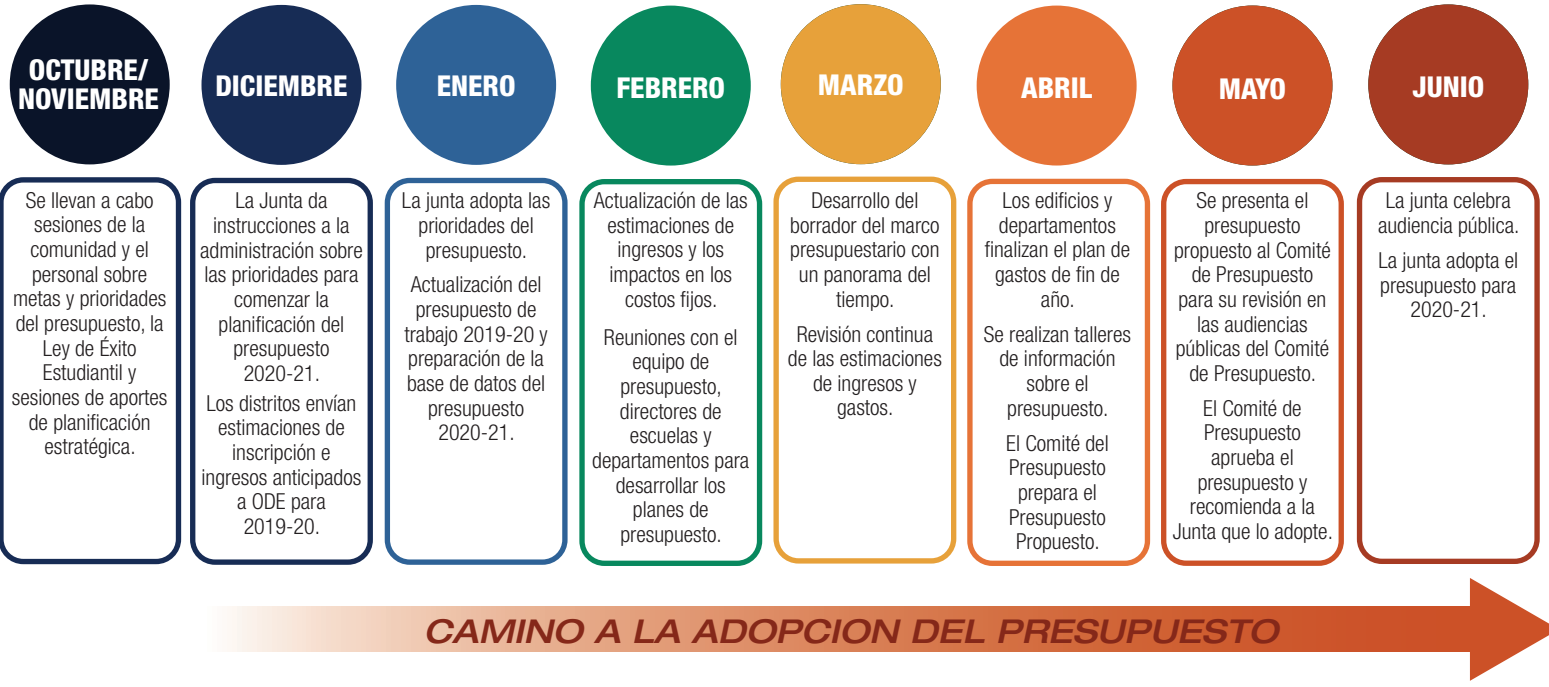 OCTUBRE/
NOVIEMBRE
Se llevan a cabo
sesiones de la
comunidad y el
personal sobre
metas y prioridades
del presupuesto, la
Ley de Éxito
Estudiantil y
sesiones de aportes
de planificación
estratégica.
DICIEMBRE
La Junta da
instrucciones a la
administración sobre
las prioridades para
comenzar la
planificación del
presupuesto
2020-21.
Los distritos envían
estimaciones de
inscripción e
ingresos anticipados
a ODE para
2019-20.
ENERO
La junta adopta las
prioridades del
presupuesto.
Actualización del
presupuesto de
trabajo 2019-20 y
preparación de la
base de datos del
presupuesto
2020-21.
FEBRERO
Actualización de las
estimaciones de
ingresos y los
impactos en los
costos fijos.
Reuniones con el
equipo de
presupuesto,
directores de
escuelas y
departamentos para
desarrollar los
planes de
presupuesto.
MARZO
Desarrollo del
borrador del marco
presupuestario con
un panorama del
tiempo.
Revisión continua
de las estimaciones
de ingresos y
gastos.
ABRIL
Los edificios y
departamentos
finalizan el plan de
gastos de fin de
año.
Se realizan talleres
de información
sobre el
presupuesto.
El Comité del
Presupuesto
prepara el
Presupuesto
Propuesto.
MAYO
Se presenta el
presupuesto
propuesto al Comité
de Presupuesto
para su revisión en
las audiencias
públicas del Comité
de Presupuesto.
El Comité de
Presupuesto
aprueba el
presupuesto y
recomienda a la
Junta que lo adopte.
JUNIO
La junta celebra
audiencia pública.
La junta adopta el
presupuesto para
2020-21.
CAMINO A LA ADOPCION DEL PRESUPUESTO